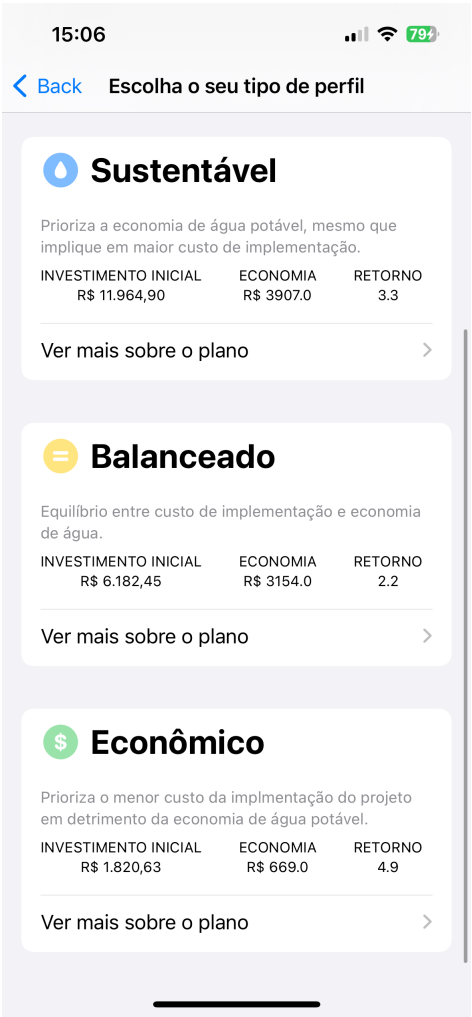 15:06
79
Back
Escolha o seu tipo de perfil
Sustentável
Prioriza a economia de água potável, mesmo que
implique em maior custo de implementação.
INVESTIMENTO INICIAL ECONOMIA RETORNO
R$ 11.964,90 R$ 3907.0 3.3
Ver mais sobre o plano
Balanceado
Equilíbrio entre custo de implementação e economia
de água.
INVESTIMENTO INICIAL ECONOMIA RETORNO
R$ 6.182,45 R$ 3154.0 2.2
Ver mais sobre o plano
$ Econômico
Prioriza o menor custo da implmentação do projeto
em detrimento da economia de água potável.
INVESTIMENTO INICIAL ECONOMIA RETORNO
R$ 1.820,63 R$ 669.0 4.9
Ver mais sobre o plano